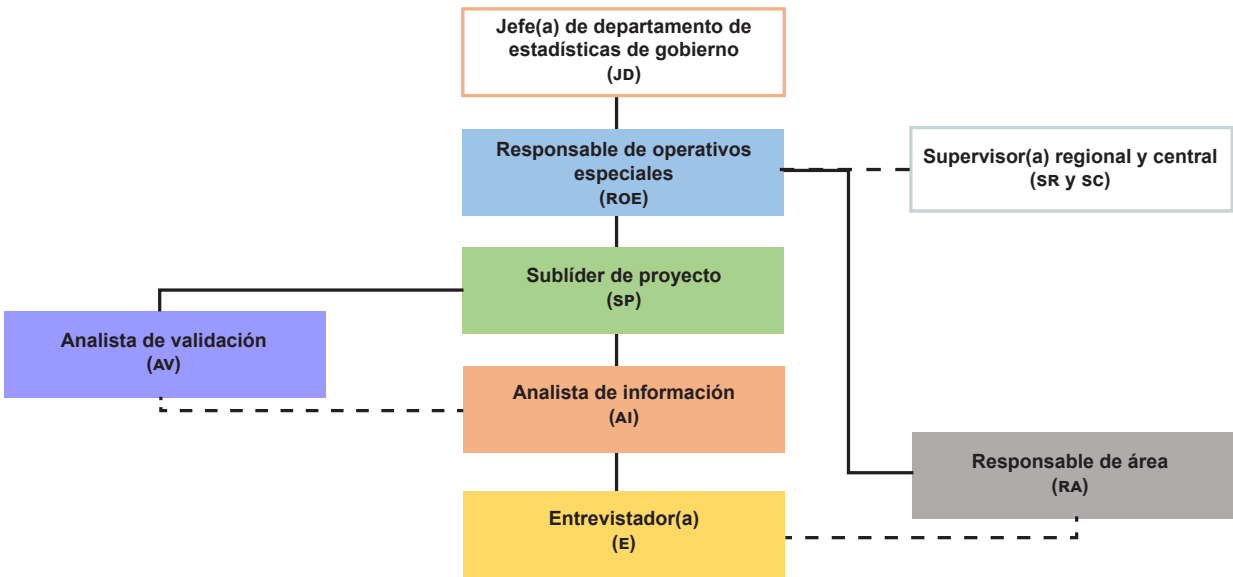 Jefe(a) de departamento de
estadísticas de gobierno
(JD)
Responsable de operativos
especiales
(ROE)
Supervisor(a) regional y central
(SR y SC)
Sublíder de proyecto
(SP)
Analista de validación
(AV)
Analista de información
(AI)
Responsable de área
(RA)
Entrevistador(a)
(E)